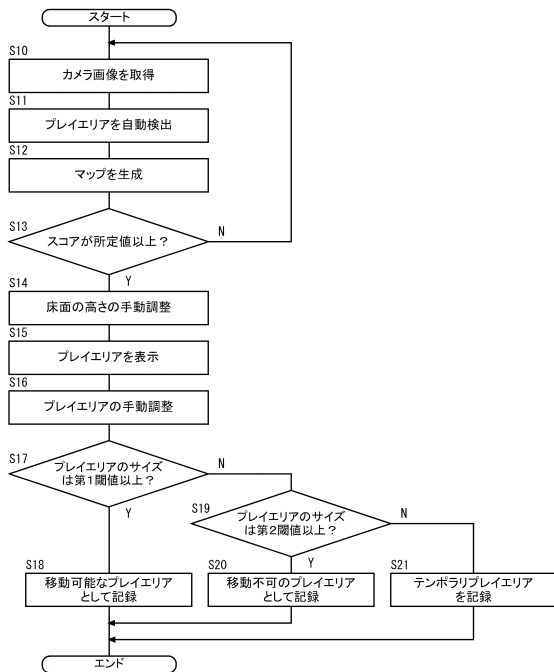 スタート
S10
カメラ画像を取得
S11
プレイエリアを自動検出
S12
マップを生成
S13
スコアが所定値以上？
N
Y
S14
床面の高さの手動調整
S15
プレイエリアを表示
S16
プレイエリアの手動調整
S17
プレイエリアのサイズ
は第１閾値以上？
N
Y
S19
プレイエリアのサイズ
は第２閾値以上？
N
Y
S18
移動可能なプレイエリア
として記録
S20
移動不可のプレイエリア
として記録
S21
テンポラリプレイエリア
を記録
エンド